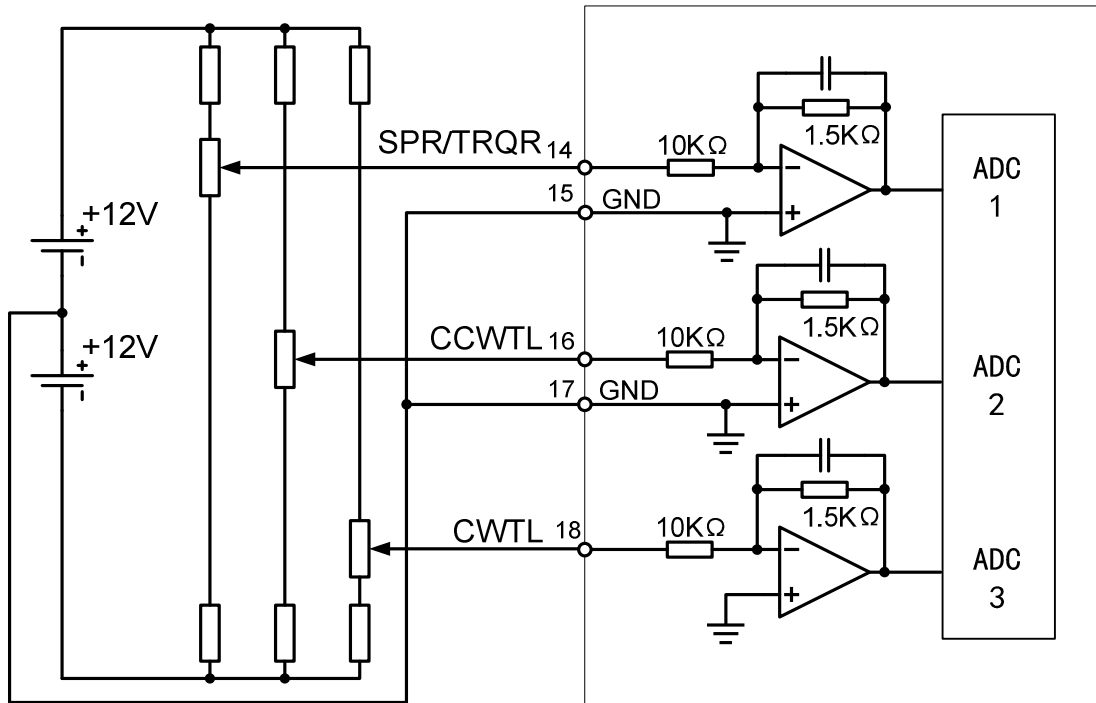 1.5KΩ
SPR/TRQR 14
10KΩ
ADC
1
15 GND
+12V
+
-
-
+
1.5KΩ
CCWTL 16
10KΩ
+12V
+
-
-
+
ADC
2
17 GND
1.5KΩ
CWTL 18
10KΩ
-
+
ADC
3